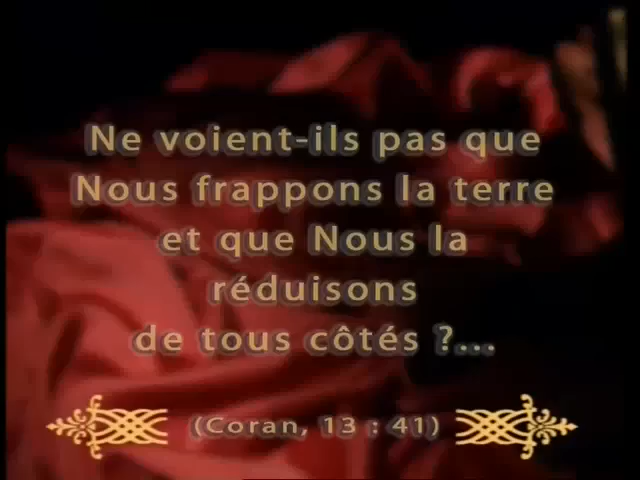 Ne voient-ils pas que
Nous frappons la terre
et que Nous la
réduisons
de tous côtés ?...
(Coran, 13 : 41)